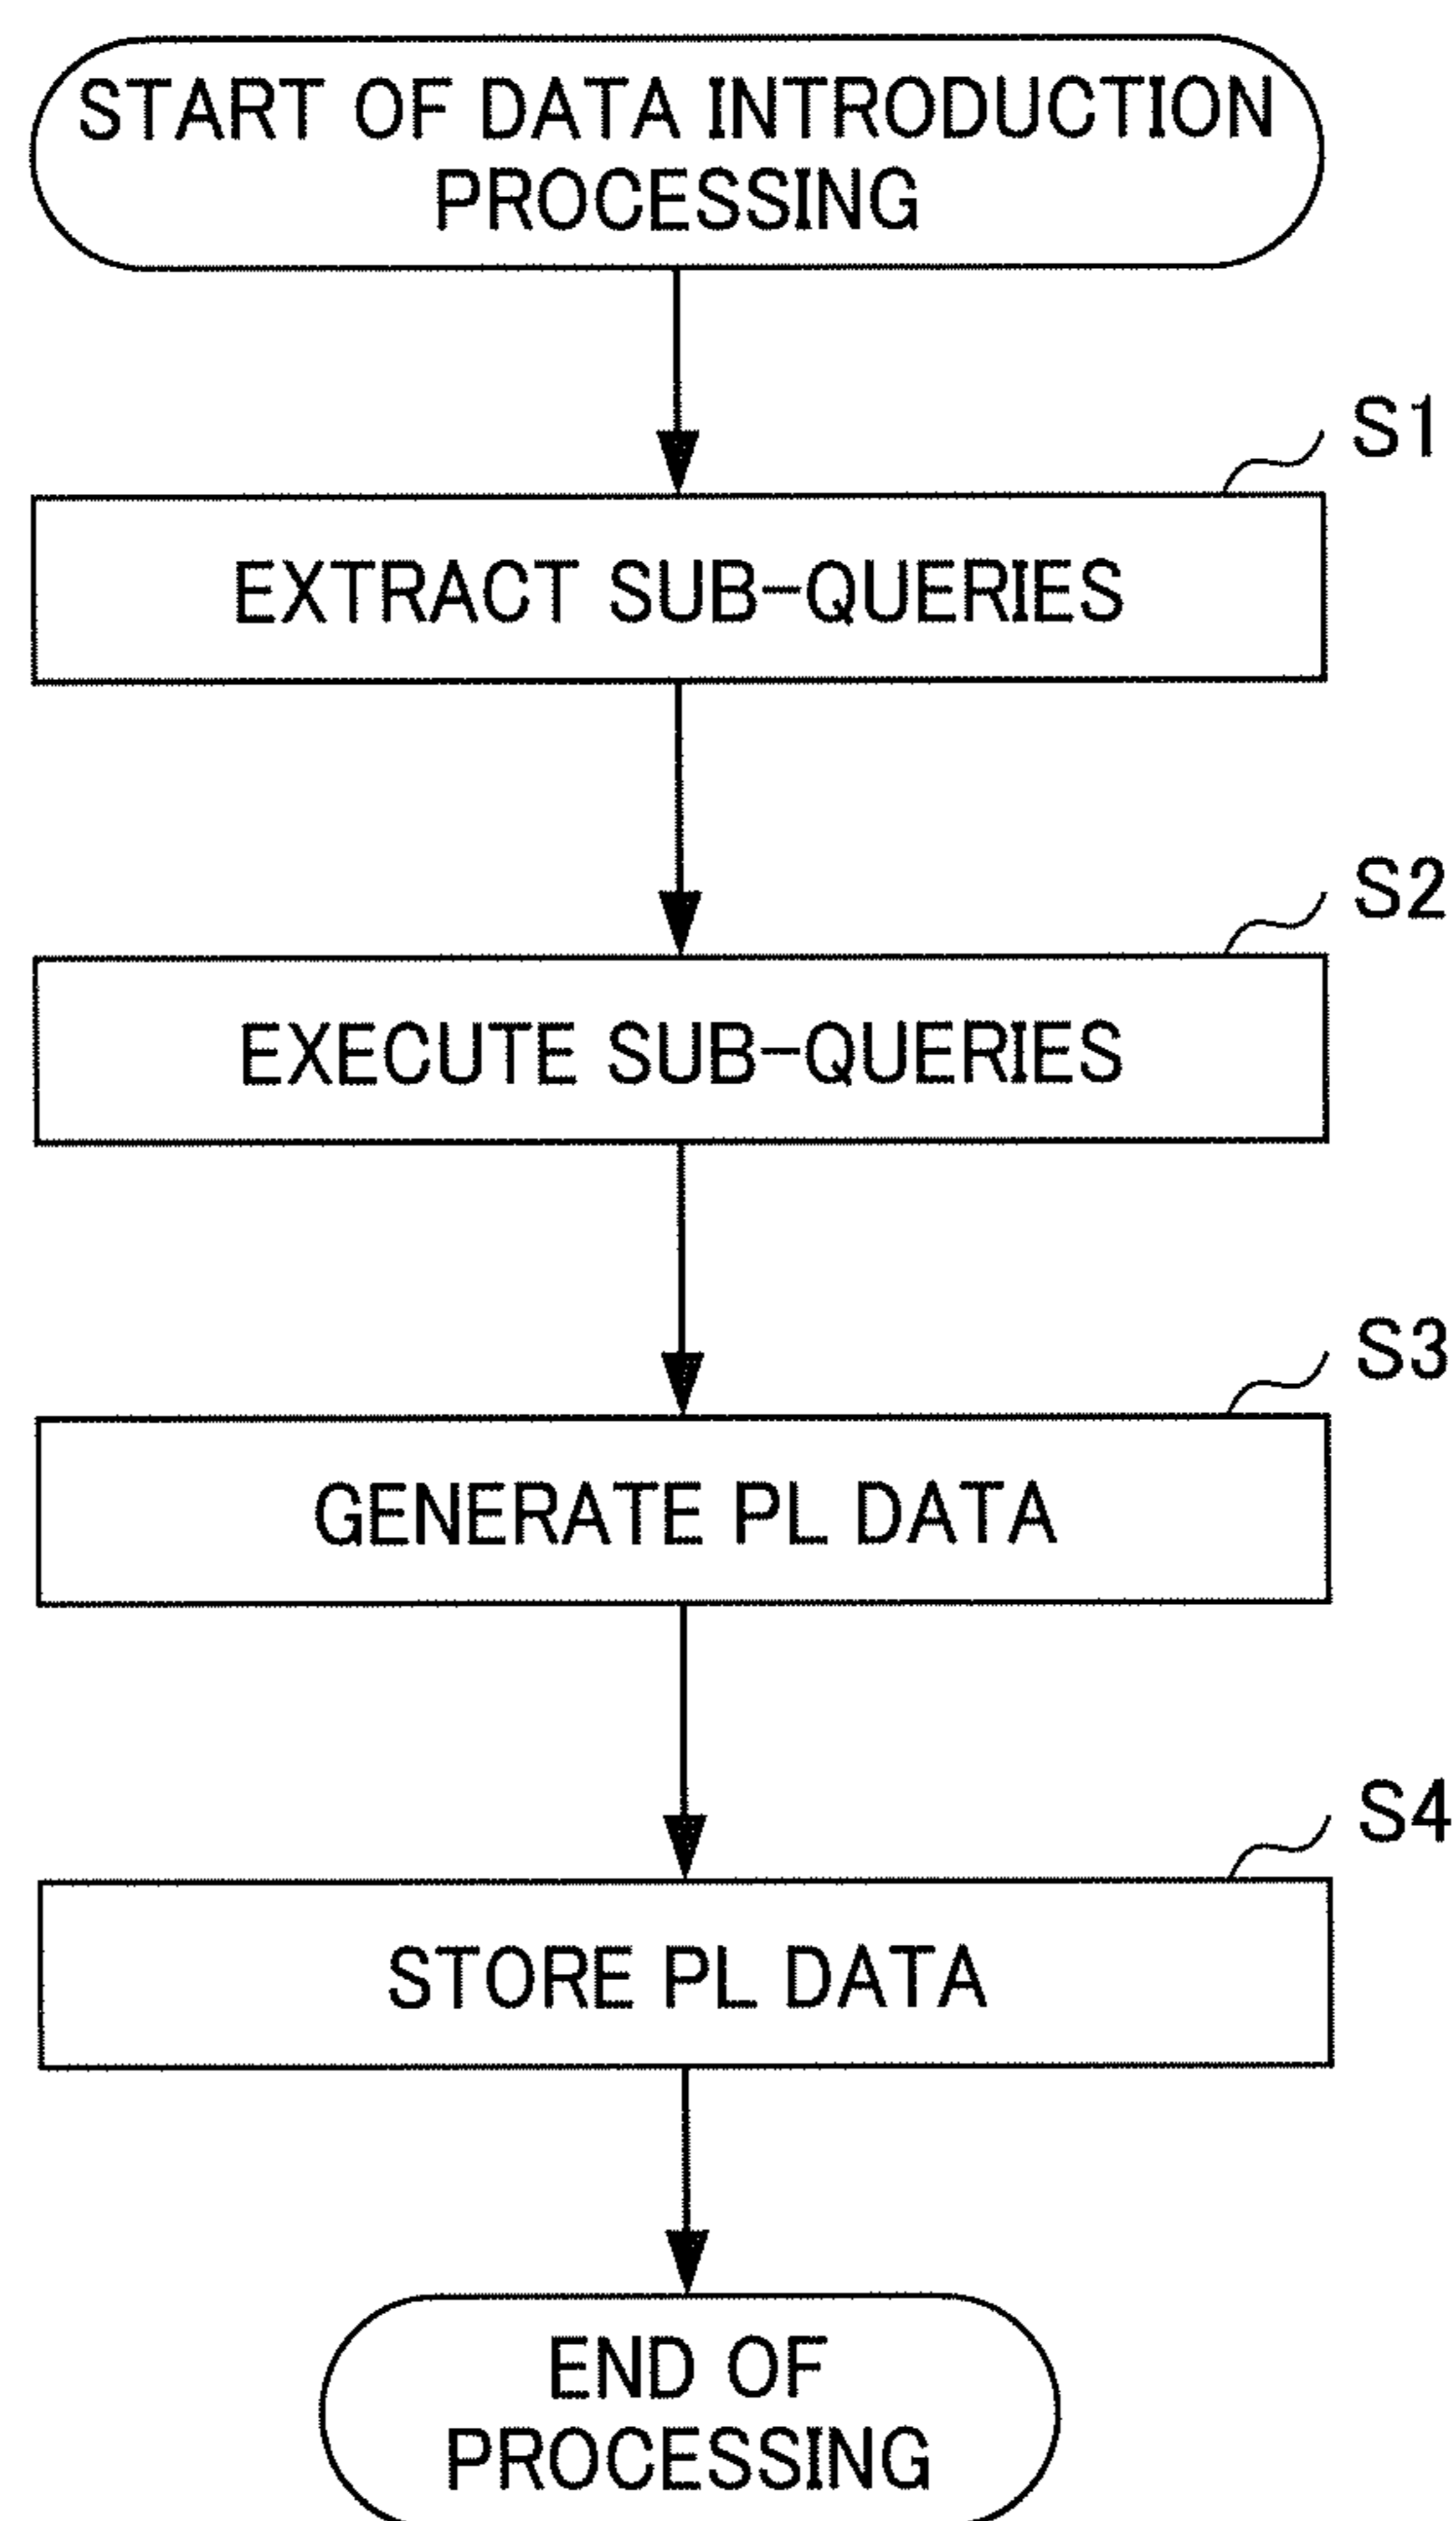 START OF DATA INTRODUCTION
PROCESSING
S1
EXTRACT SUB-QUERIES
S2
EXECUTE SUB-QUERIES
S3
GENERATE PL DATA
S4
STORE PL DATA
END OF
PROCESSING